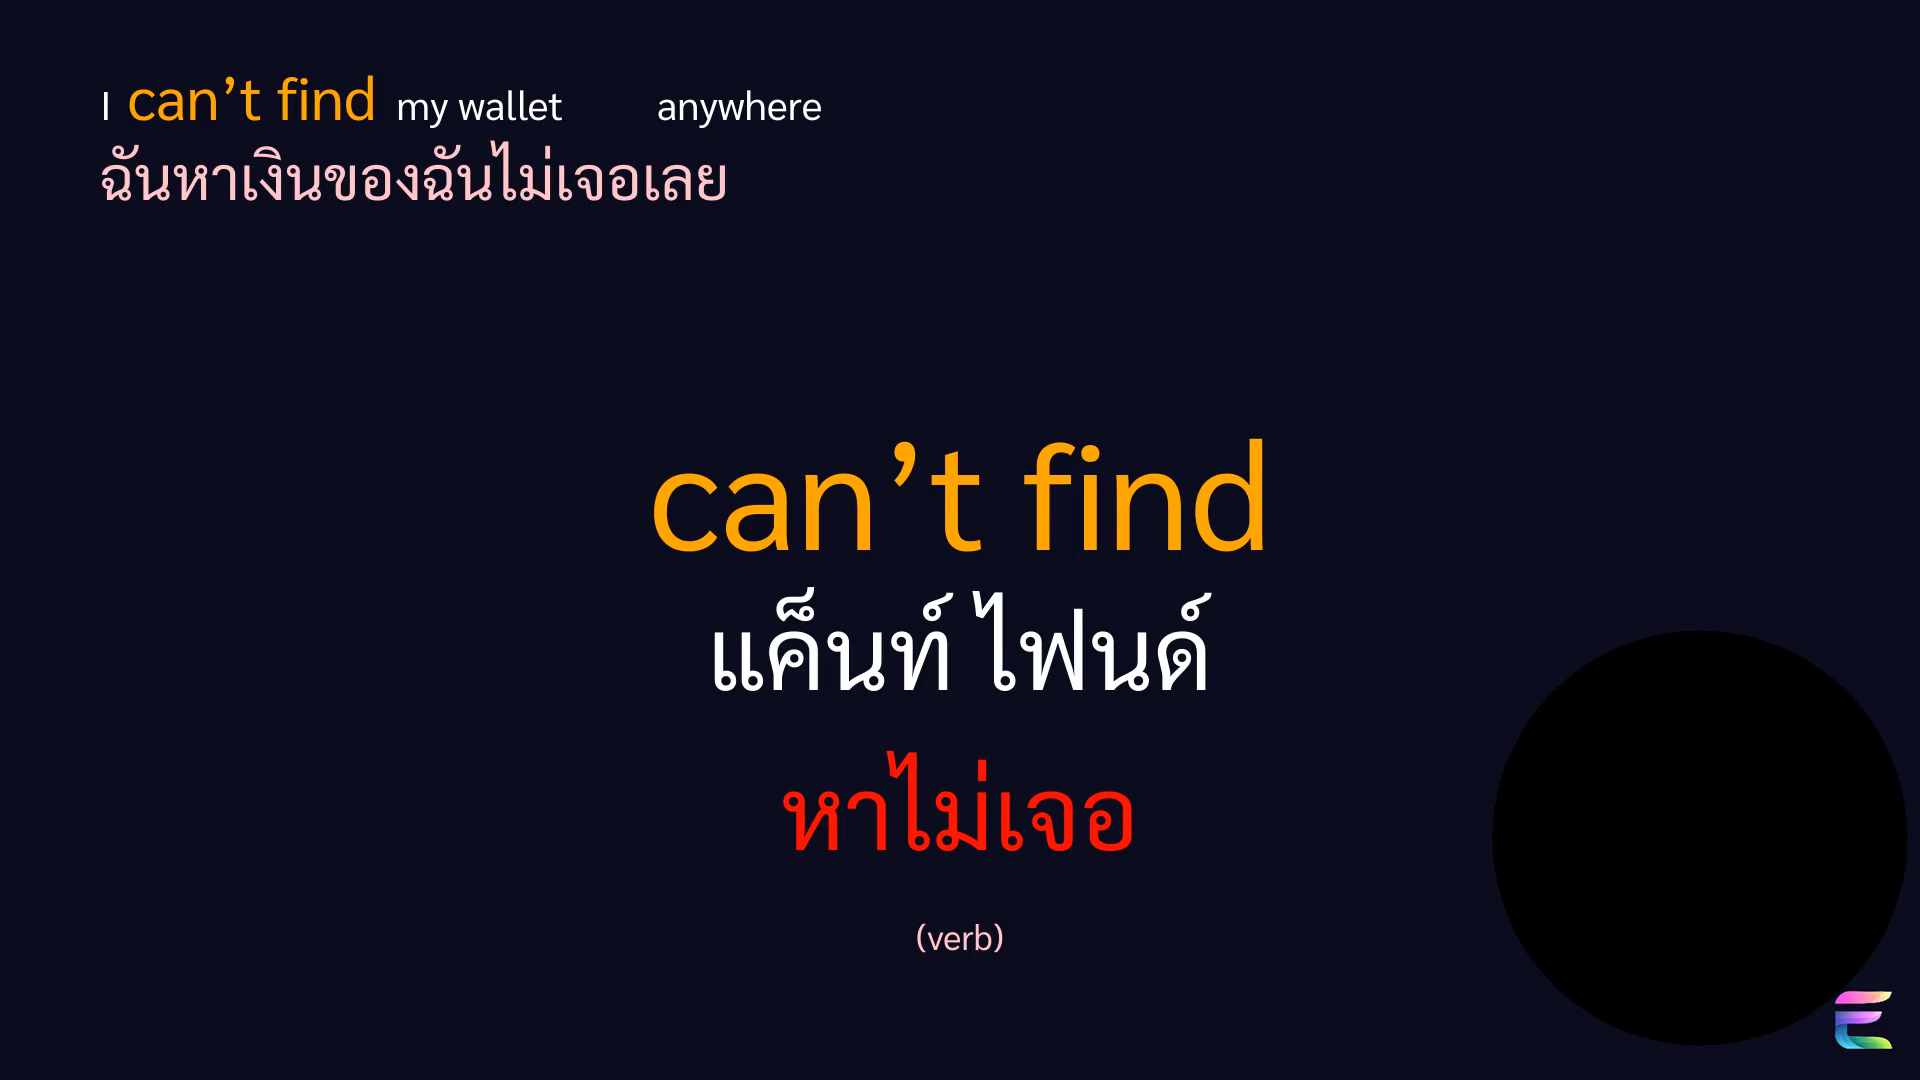 I can’t find my wallet anywhere
ฉันหาเงินของฉันไม่เจอเลย
can’t find
แค็นท์ ไฟนด์
หาไม่เจอ
(verb)